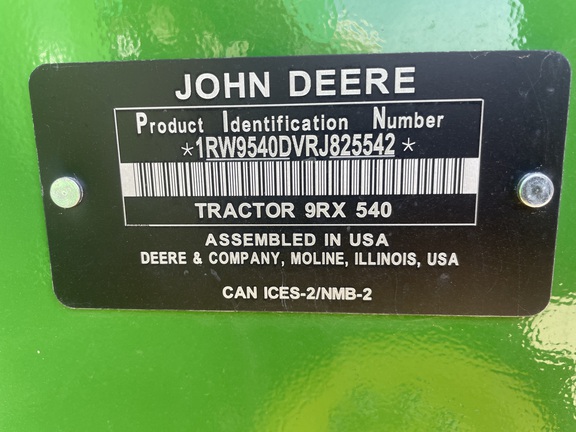 JOHN DEERE
Product Identification Number
*1RW9540DVRJ825542*
TRACTOR 9RX 540
ASSEMBLED IN USA
DEERE & COMPANY, MOLINE, ILLINOIS, USA
CAN ICES-2/NMB-2